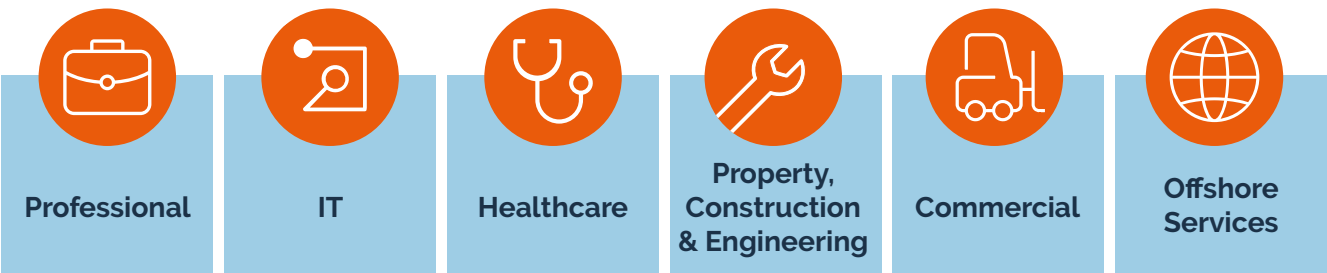 Professional
IT
Healthcare
Property,
Construction
& Engineering
Commercial
Offshore
Services